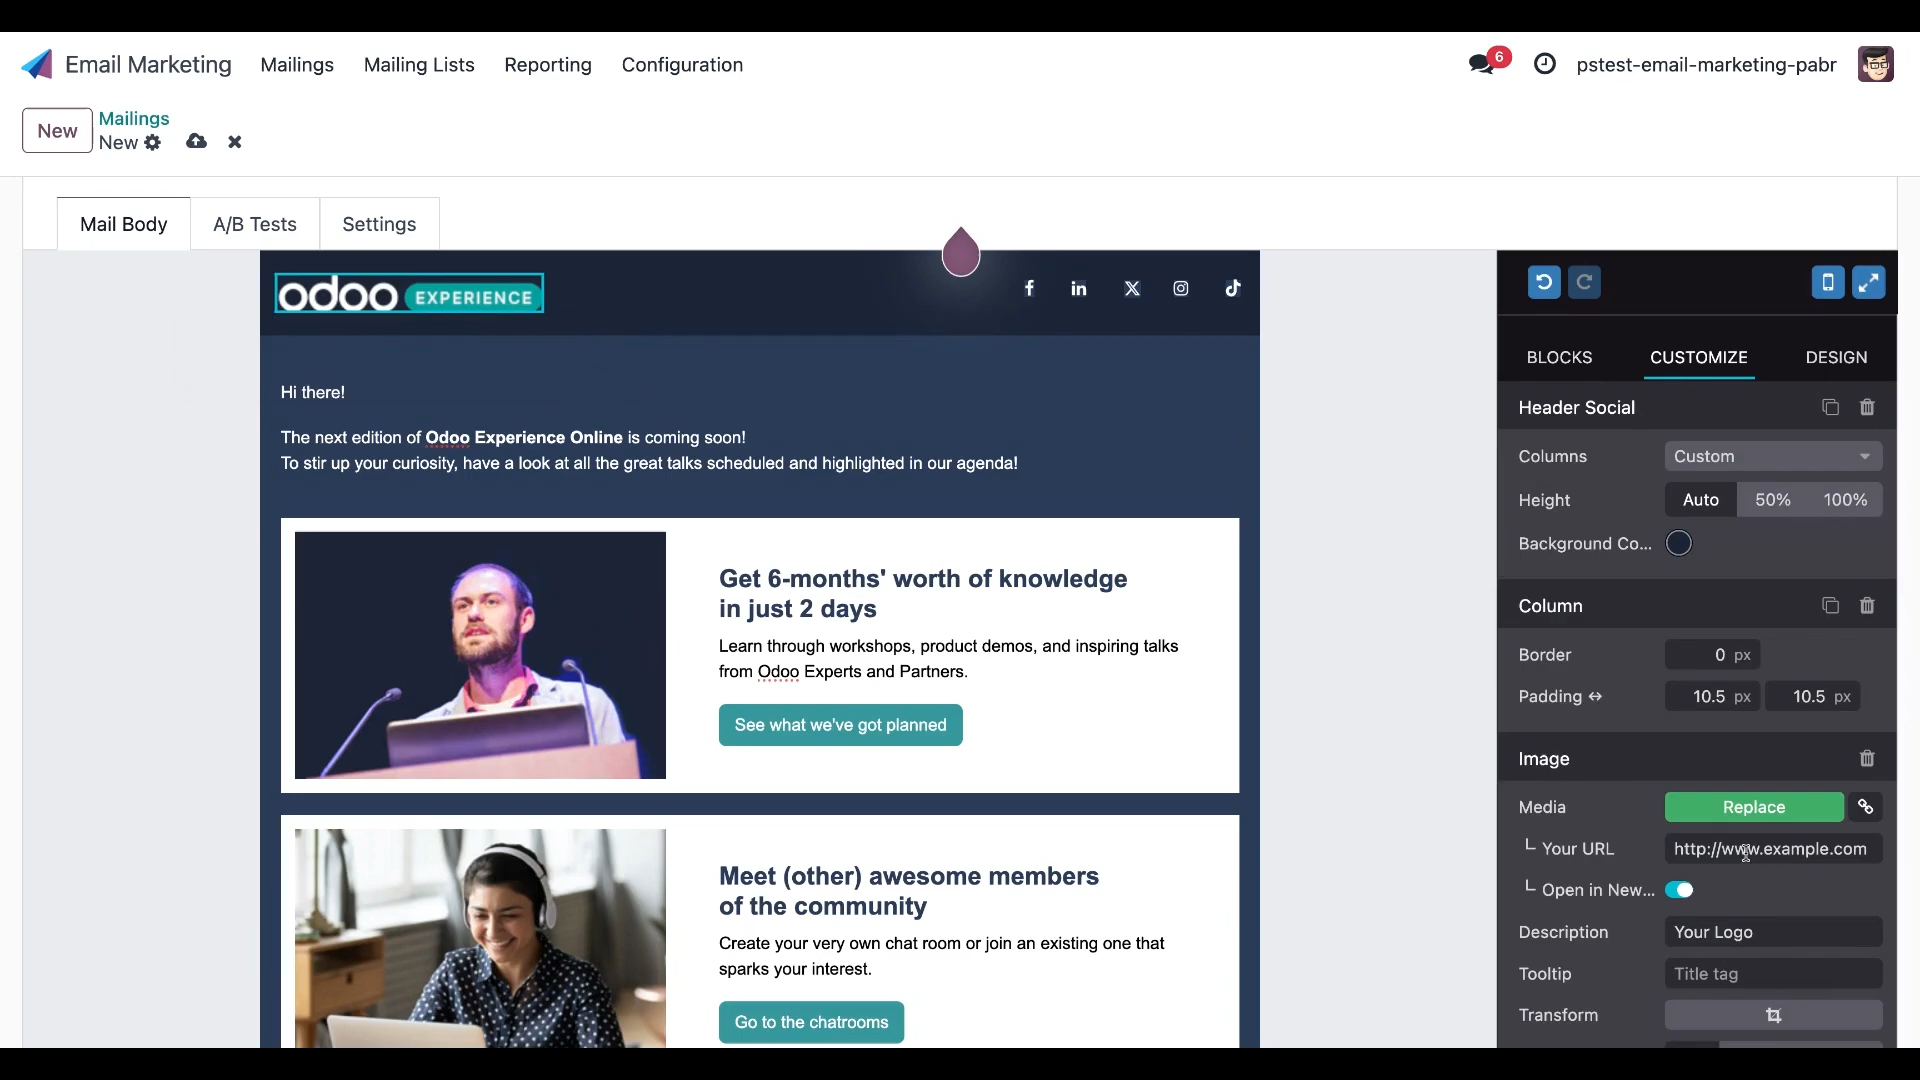 Email Marketing Mailings Mailing Lists Reporting Configuration 6 pstest-email-marketing-pabr
New Mailings
New
Mail Body A/B Tests Settings
odoo EXPERIENCE
BLOCKS CUSTOMIZE DESIGN
Hi there!
The next edition of Odoo Experience Online is coming soon!
To stir up your curiosity, have a look at all the great talks scheduled and highlighted in our agenda!
Get 6-months' worth of knowledge
in just 2 days
Learn through workshops, product demos, and inspiring talks
from Odoo Experts and Partners.
See what we've got planned
Meet (other) awesome members
of the community
Create your very own chat room or join an existing one that
sparks your interest.
Go to the chatrooms
Header Social
Columns Custom
Height Auto 50% 100%
Background Co...
Column
Border 0 px
Padding 10.5 px 10.5 px
Image
Media Replace
Your URL http://www.example.com
Open in New...
Description Your Logo
Tooltip Title tag
Transform